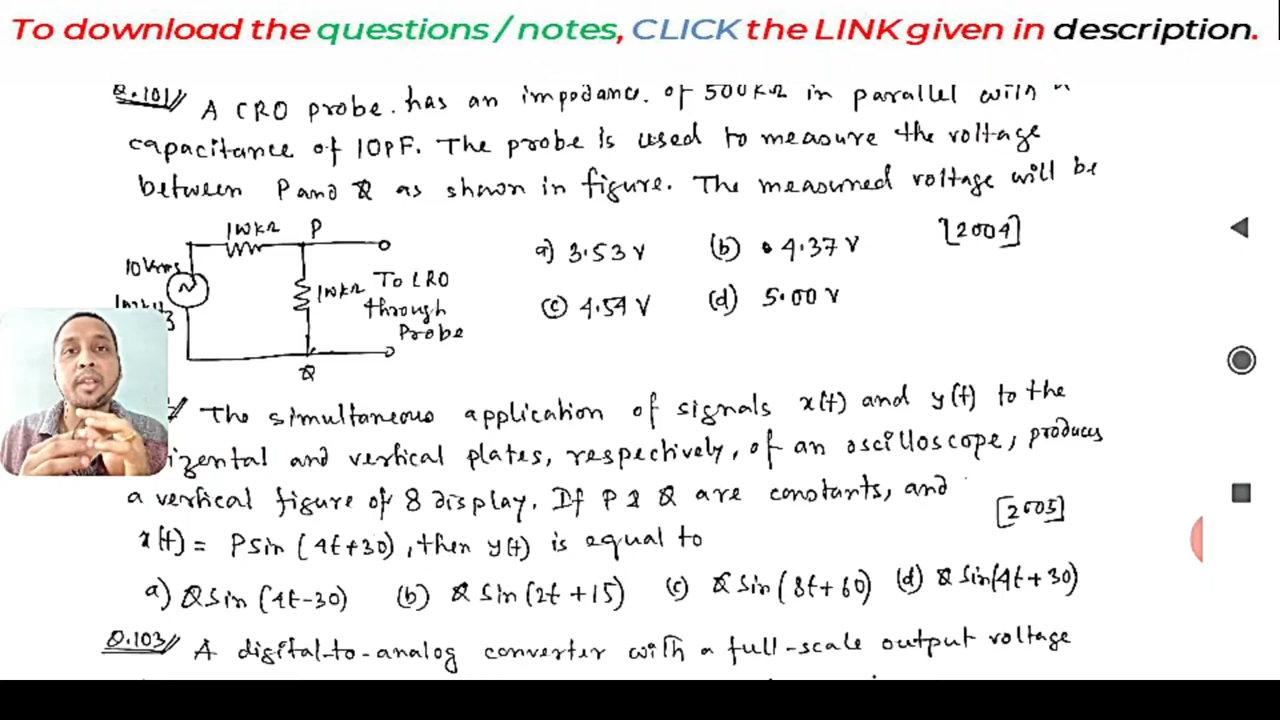 To download the questions / notes, CLICK the LINK given in description.
Q.101 A CRO probe. has an impedance. of 500KΩ in parallel with a
capacitance of 10PF. The probe is used to measure the voltage
between P and Q as shown in figure. The measured voltage will be
[2004]
100KΩ P
10Vrms
100KΩ
To CRO
through
Probe
Q
a) 3.53 V (b) 4.37 V
(c) 4.54 V (d) 5.00 V
The simultaneous application of signals x(t) and y(t) to the
izental and vertical plates, respectively, of an oscilloscope, produces
a vertical figure of 8 display. If P & Q are constants, and
[2005]
x(t) = P sin (4t+30), then y(t) is equal to
a) Q sin (4t-30) (b) Q sin (2t +15) (c) Q sin (8t+60) (d) Q sin(4t+30)
Q.103 A digital-to-analog converter with a full-scale output voltage